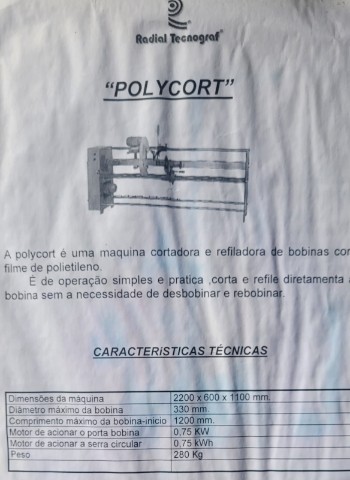 Radial Tecnograf®
“POLYCORT”
A polycort é uma maquina cortadora e refiladora de bobinas com
filme de polietileno.
É de operação simples e pratica ,corta e refile diretamenta
bobina sem a necessidade de desbobinar e rebobinar.
CARACTERISTICAS TÉCNICAS
Dimensões da máquina 2200 x 600 x 1100 mm.
Diâmetro máximo da bobina 330 mm.
Comprimento máximo da bobina-inicio 1200 mm.
Motor de acionar o porta bobina 0,75 KW
Motor de acionar a serra circular 0,75 kWh
Peso 280 Kg